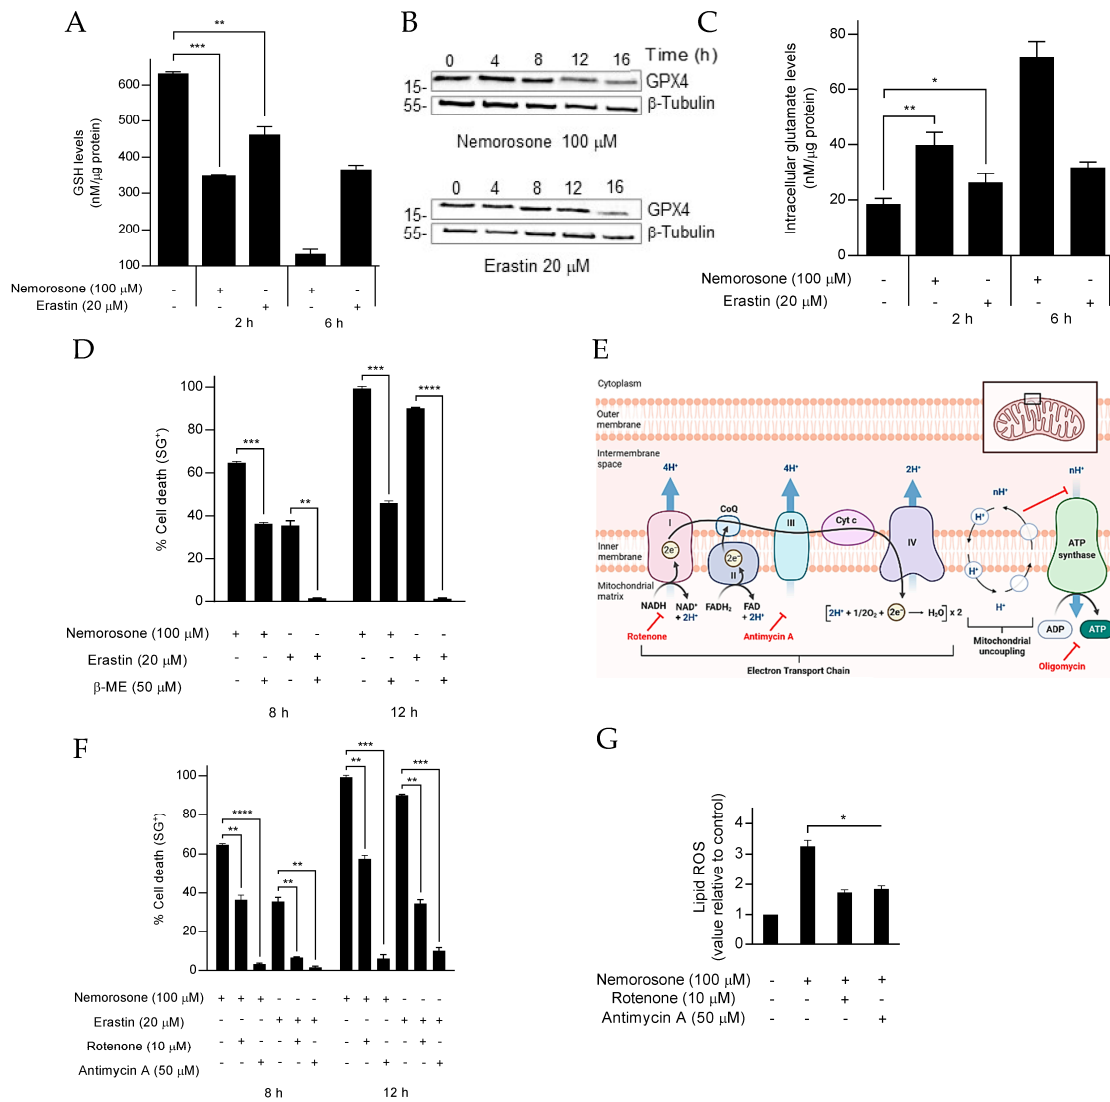 A
GSH levels
(nM/μg protein)
600
500
400
300
200
100
***
**
Nemorosone (100 μM)
- + - + -
Erastin (20 μM)
- - + - +
2 h
6 h
B
0 4 8 12 16 Time (h)
15-
GPX4
55-
β-Tubulin
Nemorosone 100 μM
0 4 8 12 16
15-
GPX4
55-
β-Tubulin
Erastin 20 μM
C
Intracellular glutamate levels
(nM/μg protein)
80
60
40
20
0
*
**
Nemorosone (100 μM)
- + - + -
Erastin (20 μM)
- - + - +
2 h
6 h
D
% Cell death (SG⁺)
100
80
60
40
20
0
***
**
***
****
Nemorosone (100 μM)
+ + - - + + - -
Erastin (20 μM)
- - + + - - + +
β-ME (50 μM)
- + - + - + - +
8 h
12 h
E
Cytoplasm
Outer
membrane
Intermembrane
space
4H⁺
4H⁺
2H⁺
nH⁺
nH⁺
CoQ
Cyt c
I
III
IV
II
2e⁻
2e⁻
H⁺
H⁺
H⁺
ATP
synthase
Inner
membrane
Mitochondrial
matrix
NADH
NAD⁺
+ 2H⁺
FADH₂
FAD
+ 2H⁺
[2H⁺ + 1/2O₂ + 2e⁻ → H₂O] x 2
Rotenone
Antimycin A
Mitochondrial
uncoupling
ADP
ATP
Oligomycin
Electron Transport Chain
F
% Cell death (SG⁺)
100
80
60
40
20
0
****
**
**
**
***
**
***
**
Nemorosone (100 μM)
+ + + - - - + + + - - -
Erastin (20 μM)
- - - + + + - - - + + +
Rotenone (10 μM)
- + - - + - - + - - + -
Antimycin A (50 μM)
- - + - - + - - + - - +
8 h
12 h
G
Lipid ROS
(value relative to control)
4
3
2
1
0
*
Nemorosone (100 μM)
- + + +
Rotenone (10 μM)
- - + -
Antimycin A (50 μM)
- - - +